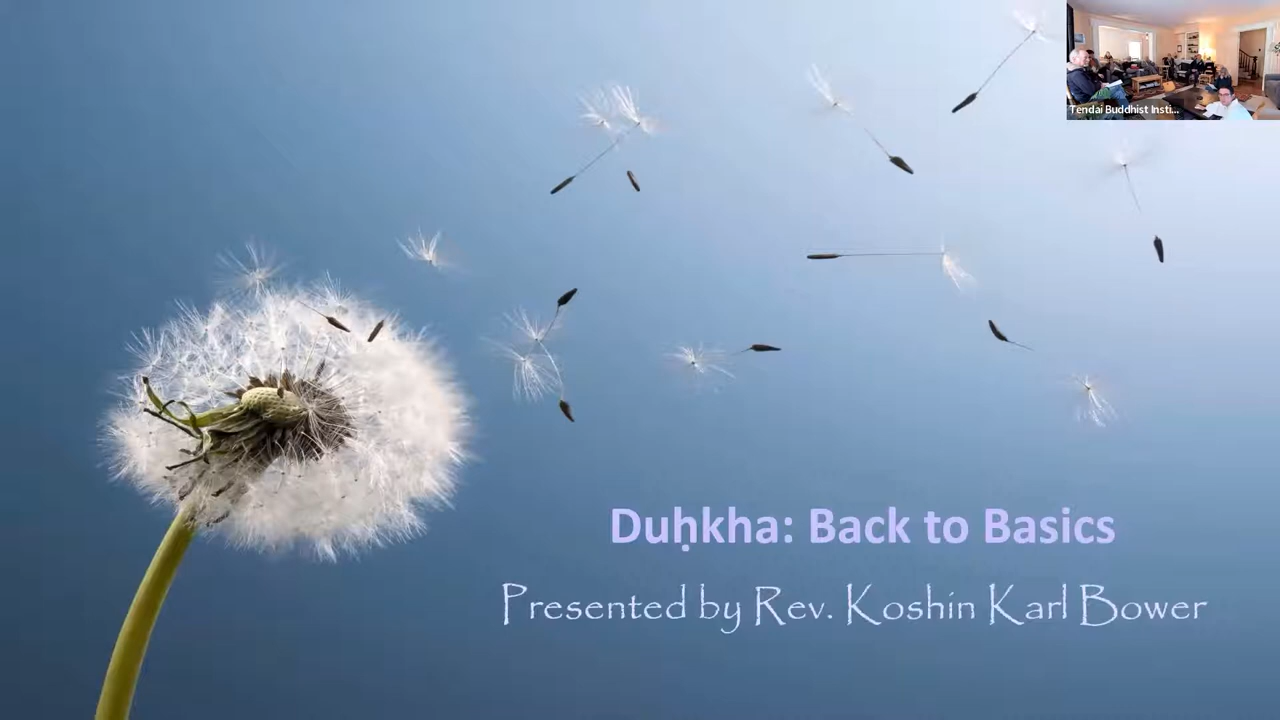 Tendai Buddhist Insti...
Duḥkha: Back to Basics
Presented by Rev. Koshin Karl Bower